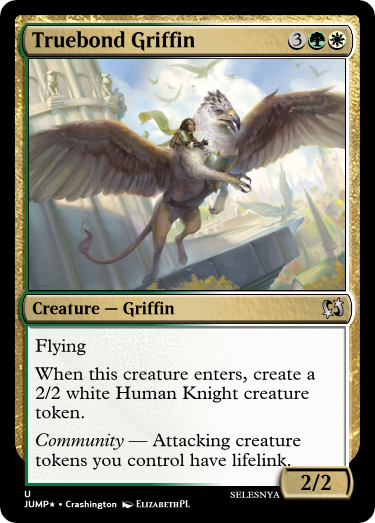 Truebond Griffin 3
Creature — Griffin
Flying
When this creature enters, create a
2/2 white Human Knight creature
token.
Community — Attacking creature
tokens you control have lifelink.
2/2
U
SELESNYA
JUMP★ • Crashington ElizabethPL